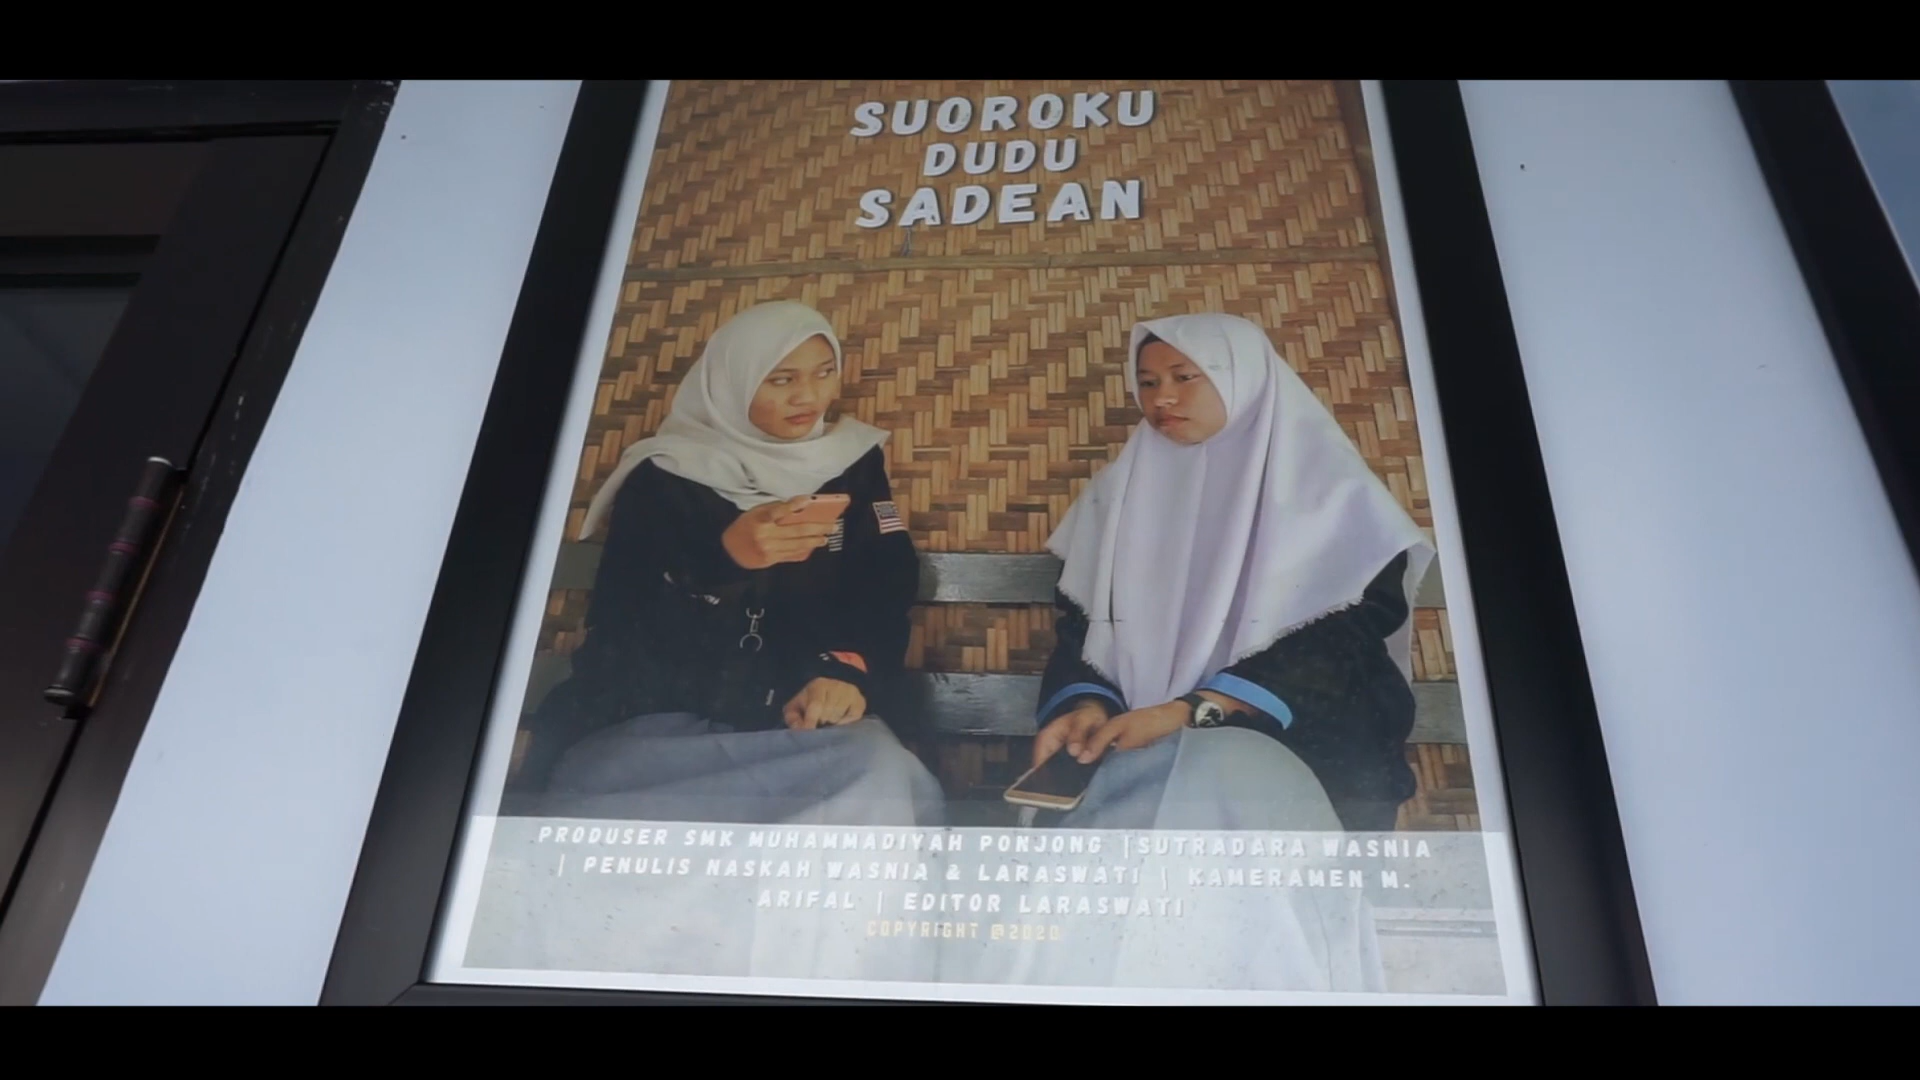 SUOROKU
DUDU
SADEAN
PRODUSER SMK MUHAMMADIYAH PONJONG |SUTRADARA WASNIA
| PENULIS NASKAH WASNIA & LARASWATI | KAMERAMEN M.
ARIFAL | EDITOR LARASWATI
COPYRIGHT @2020